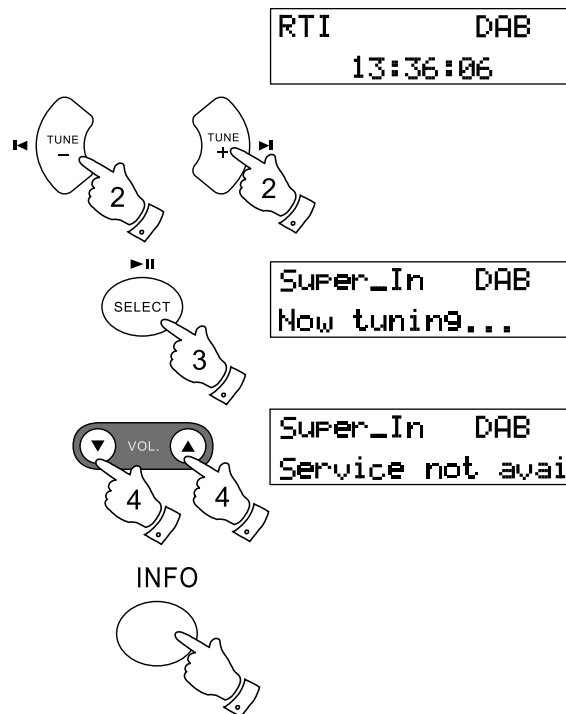 RTI DAB
13:36:06
TUNE
−
TUNE
+
2
2
SELECT
3
Super_In DAB
Now tuning...
VOL.
4
4
Super_In DAB
Service not avai
INFO